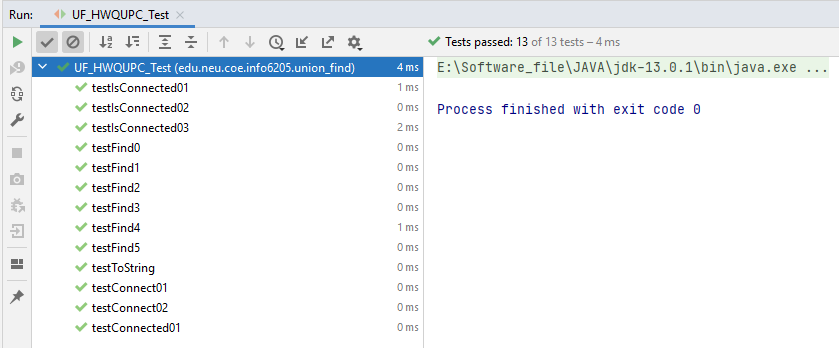 Run: UF_HWQUPC_Test
Tests passed: 13 of 13 tests – 4 ms
UF_HWQUPC_Test (edu.neu.coe.info6205.union_find) 4 ms
testIsConnected01 1 ms
testIsConnected02 0 ms
testIsConnected03 2 ms
testFind0 0 ms
testFind1 0 ms
testFind2 0 ms
testFind3 0 ms
testFind4 1 ms
testFind5 0 ms
testToString 0 ms
testConnect01 0 ms
testConnect02 0 ms
testConnected01 0 ms
E:\Software_file\JAVA\jdk-13.0.1\bin\java.exe ...
Process finished with exit code 0